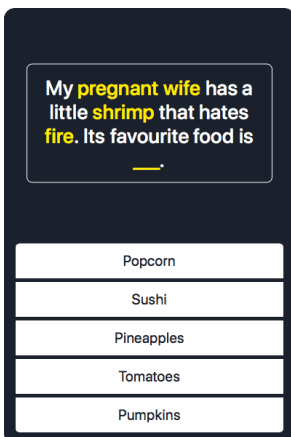 My pregnant wife has a
little shrimp that hates
fire. Its favourite food is
___.
Popcorn
Sushi
Pineapples
Tomatoes
Pumpkins